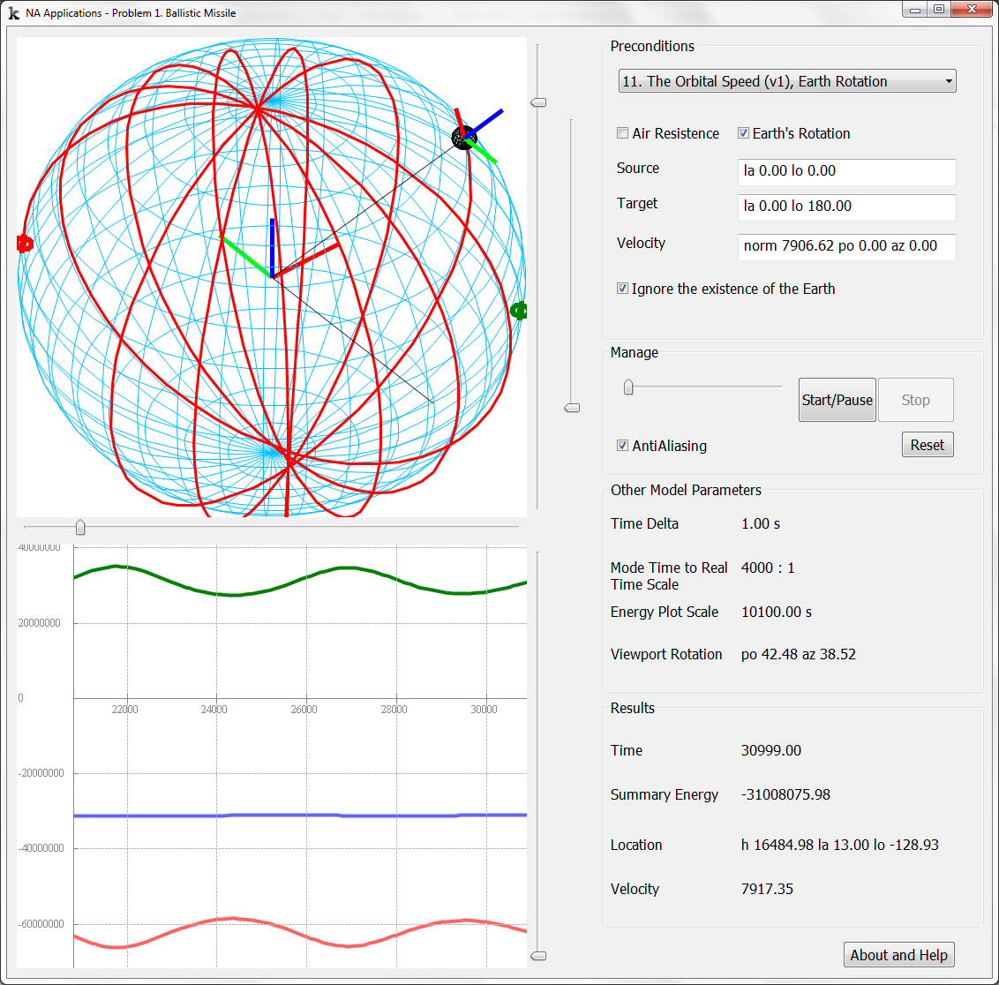 NA Applications - Problem 1. Ballistic Missile
Preconditions
11. The Orbital Speed (v1), Earth Rotation
Air Resistence
Earth's Rotation
Source
la 0.00 lo 0.00
Target
la 0.00 lo 180.00
Velocity
norm 7906.62 po 0.00 az 0.00
Ignore the existence of the Earth
Manage
Start/Pause
Stop
AntiAliasing
Reset
Other Model Parameters
Time Delta
1.00 s
Mode Time to Real
Time Scale
4000 : 1
Energy Plot Scale
10100.00 s
Viewport Rotation
po 42.48 az 38.52
Results
Time
30999.00
Summary Energy
-31008075.98
Location
h 16484.98 la 13.00 lo -128.93
Velocity
7917.35
About and Help
40000000
20000000
0
22000
24000
26000
28000
30000
-20000000
-40000000
-60000000